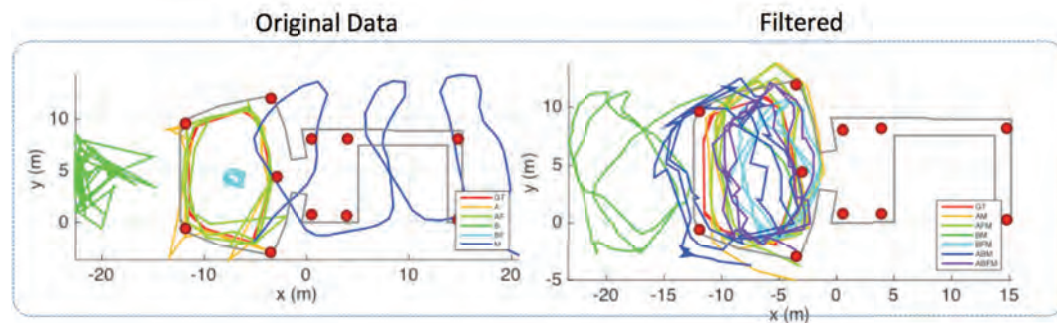 Original Data
Filtered
y (m)
10
5
0
-20
-10
0
10
20
x (m)
GT
A
AF
B
BF
M
y (m)
10
5
0
-5
-20
-15
-10
-5
0
5
10
15
x (m)
GT
AM
AFM
BM
BFM
ABM
ABFM